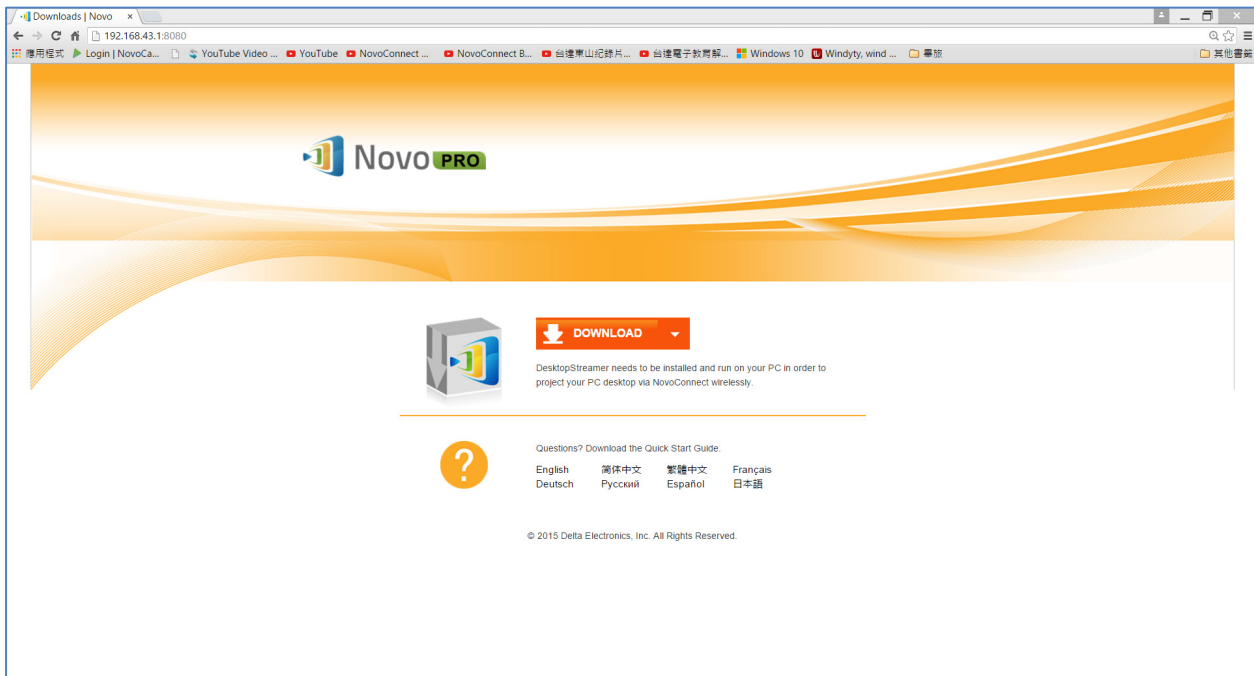 Downloads | Novo
192.168.43.1:8080
應用程式 Login | NovoCa... YouTube Video ... YouTube NovoConnect ... NovoConnect B... 台達東山紀錄片... 台達電子教育解... Windows 10 Windyty, wind ... 畢旅 其他書籤
Novo PRO
DOWNLOAD
DesktopStreamer needs to be installed and run on your PC in order to
project your PC desktop via NovoConnect wirelessly.
?
Questions? Download the Quick Start Guide.
English 简体中文 繁體中文 Français
Deutsch Русский Español 日本語
© 2015 Delta Electronics, Inc. All Rights Reserved.